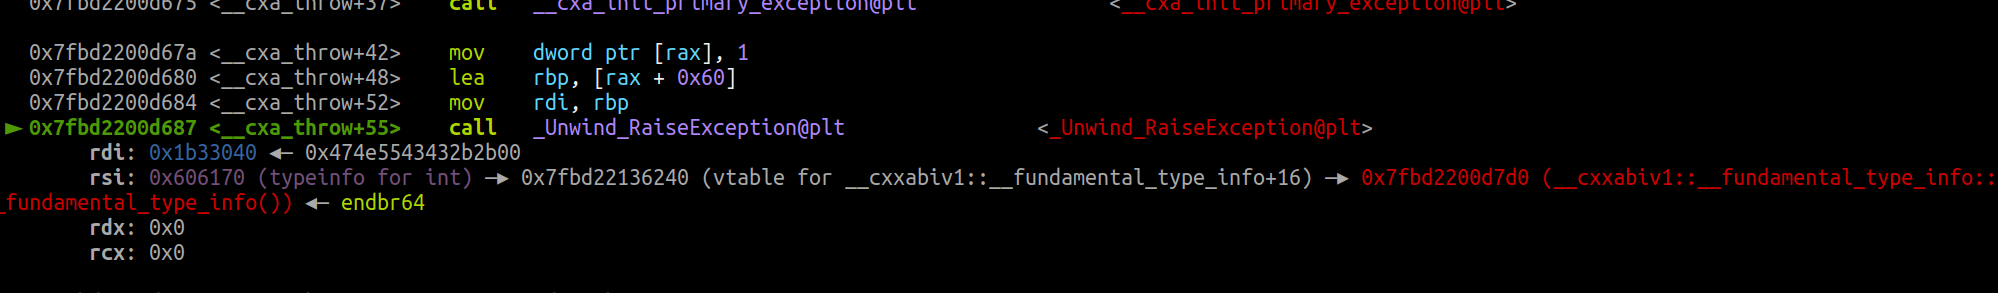 0x7fbd2200d675 <__cxa_throw+37> call __cxa_init_primary_exception@plt <__cxa_init_primary_exception@plt>
0x7fbd2200d67a <__cxa_throw+42> mov dword ptr [rax], 1
0x7fbd2200d680 <__cxa_throw+48> lea rbp, [rax + 0x60]
0x7fbd2200d684 <__cxa_throw+52> mov rdi, rbp
► 0x7fbd2200d687 <__cxa_throw+55> call _Unwind_RaiseException@plt <_Unwind_RaiseException@plt>
rdi: 0x1b33040 ◄— 0x474e5543432b2b00
rsi: 0x606170 (typeinfo for int) —► 0x7fbd22136240 (vtable for __cxxabiv1::__fundamental_type_info+16) —► 0x7fbd2200d7d0 (__cxxabiv1::__fundamental_type_info::
_fundamental_type_info()) ◄— endbr64
rdx: 0x0
rcx: 0x0